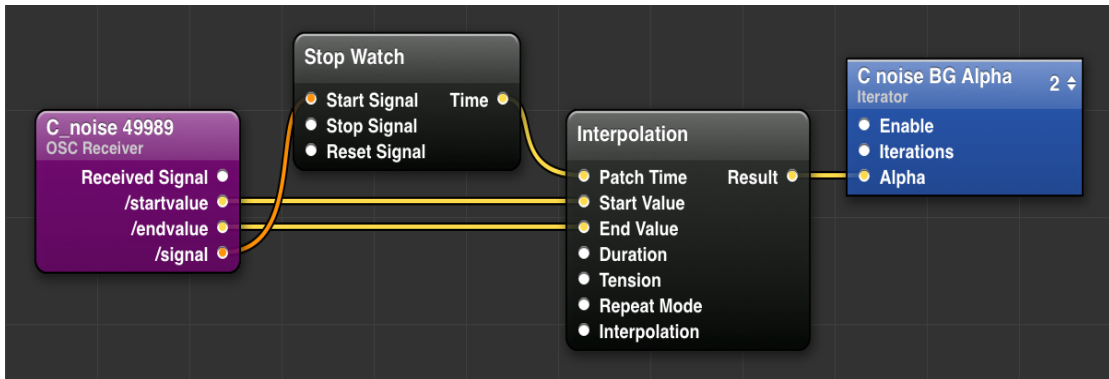 C_noise 49989
OSC Receiver
Received Signal
/startvalue
/endvalue
/signal
Stop Watch
Start Signal Time
Stop Signal
Reset Signal
Interpolation
Patch Time Result
Start Value
End Value
Duration
Tension
Repeat Mode
Interpolation
C noise BG Alpha 2
Iterator
Enable
Iterations
Alpha